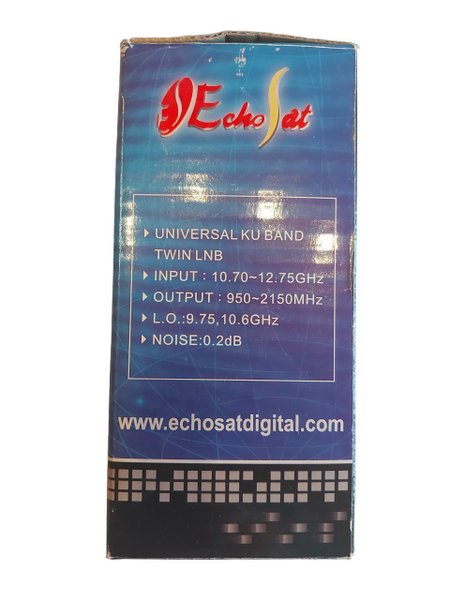 EchoSat
UNIVERSAL KU BAND
TWIN LNB
INPUT : 10.70~12.75GHz
OUTPUT : 950~2150MHz
L.O.:9.75,10.6GHz
NOISE:0.2dB
www.echosatdigital.com